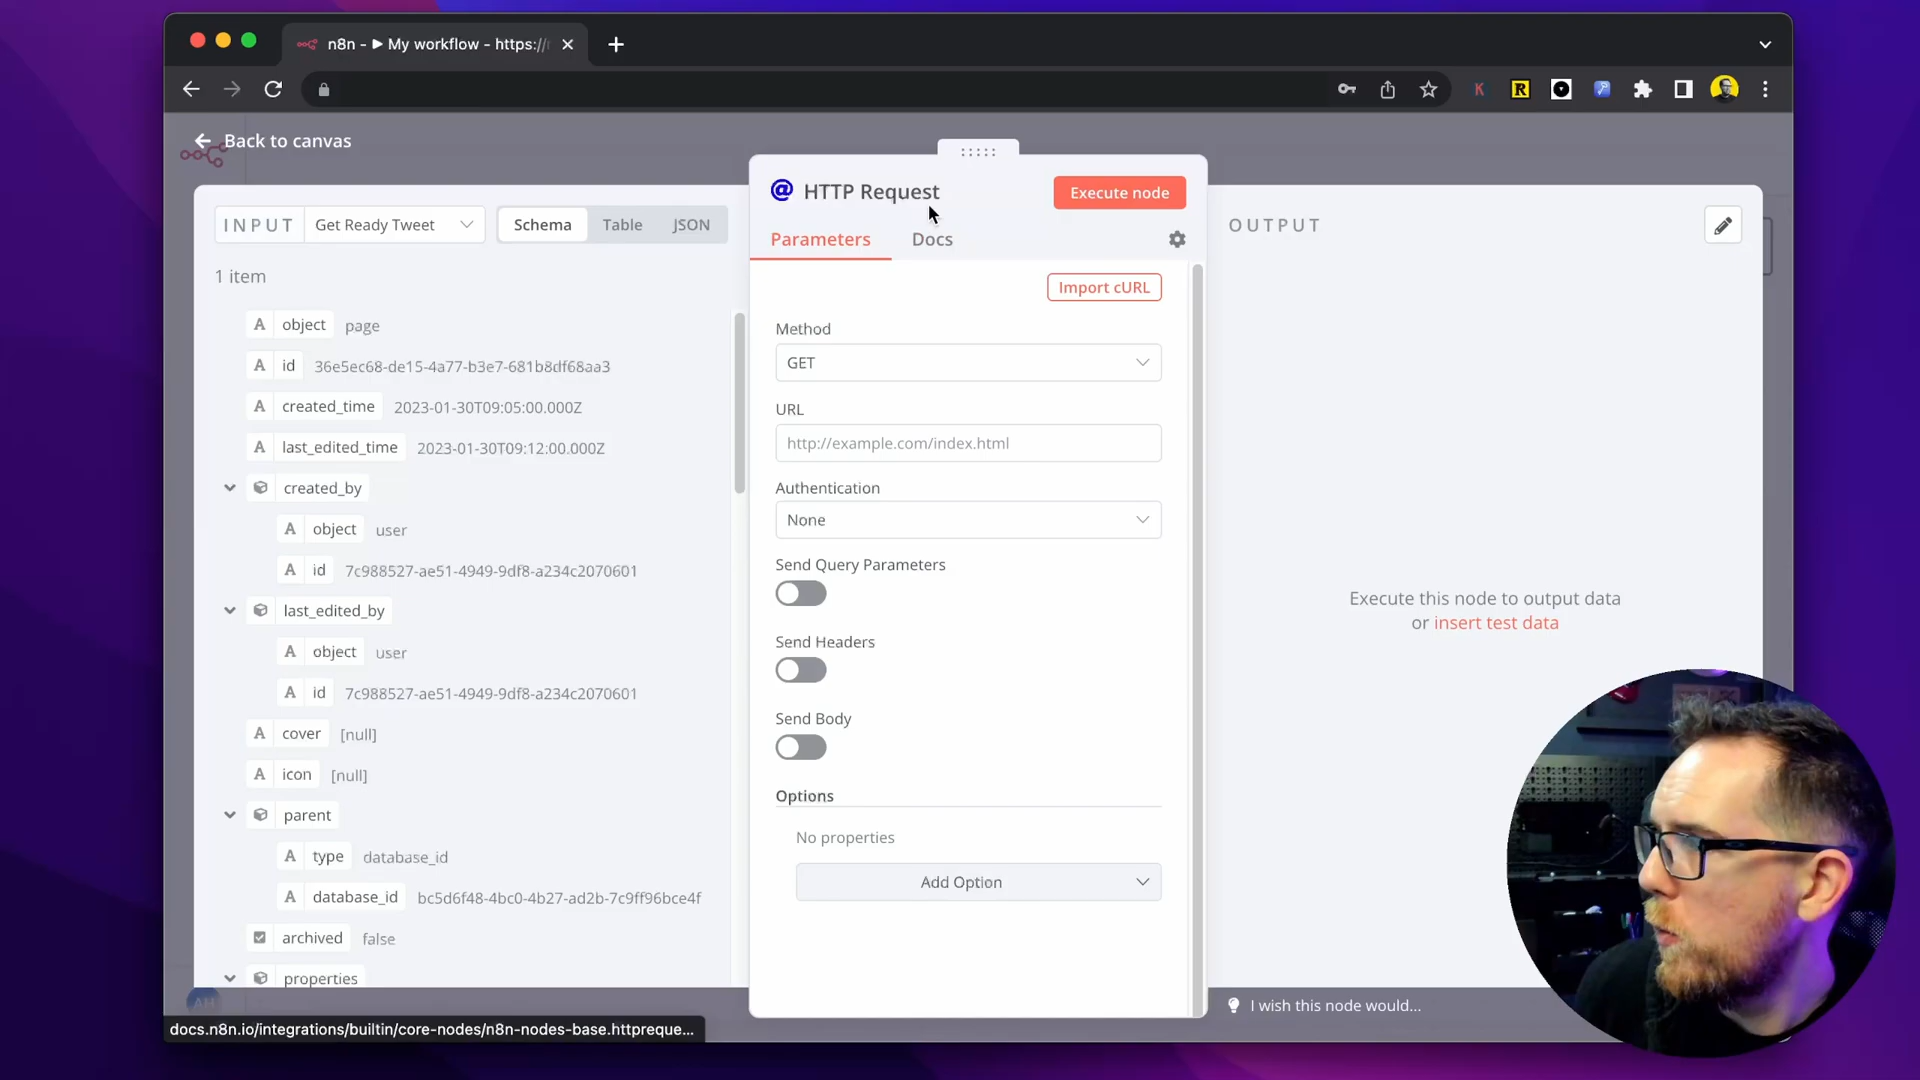 n8n - ▶ My workflow - https://
Back to canvas
HTTP Request
Execute node
Parameters
Docs
Import cURL
Method
GET
URL
http://example.com/index.html
Authentication
None
Send Query Parameters
Send Headers
Send Body
Options
No properties
Add Option
INPUT
Get Ready Tweet
Schema
Table
JSON
1 item
A object page
A id 36e5ec68-de15-4a77-b3e7-681b8df68aa3
A created_time 2023-01-30T09:05:00.000Z
A last_edited_time 2023-01-30T09:12:00.000Z
created_by
A object user
A id 7c988527-ae51-4949-9df8-a234c2070601
last_edited_by
A object user
A id 7c988527-ae51-4949-9df8-a234c2070601
A cover [null]
A icon [null]
parent
A type database_id
A database_id bc5d6f48-4bc0-4b27-ad2b-7c9ff96bce4f
archived false
properties
AH
docs.n8n.io/integrations/builtin/core-nodes/n8n-nodes-base.httpreque...
OUTPUT
Execute this node to output data
or insert test data
I wish this node would...
K
R